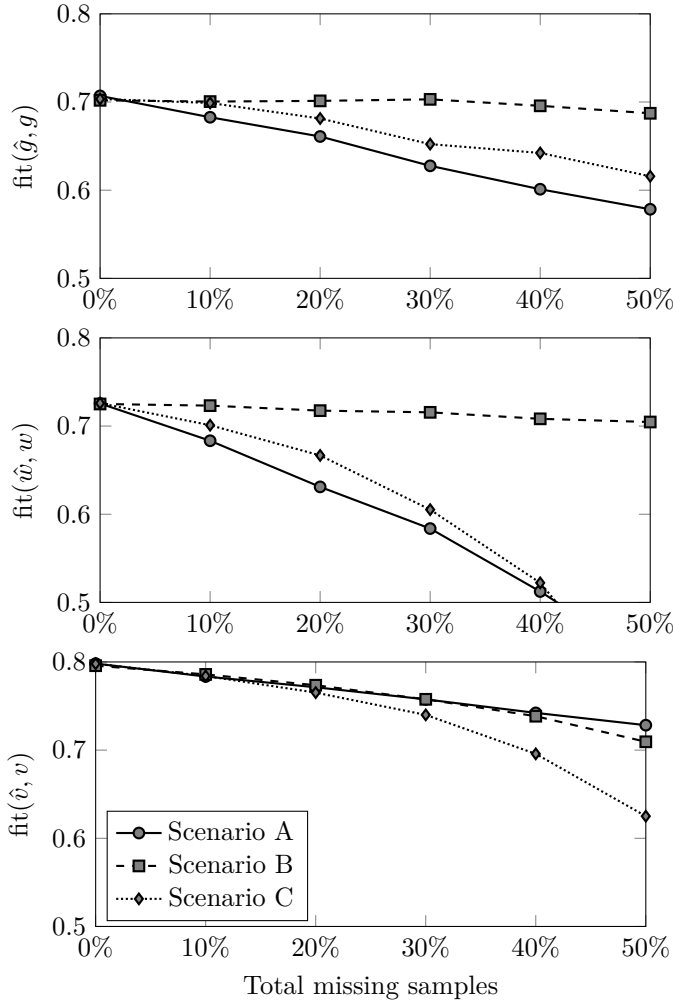 0.8
0.7
0.6
0.5
fit(ĝ, g)
0% 10% 20% 30% 40% 50%
0.8
0.7
0.6
0.5
fit(ŵ, w)
0% 10% 20% 30% 40% 50%
0.8
0.7
0.6
0.5
fit(v̂, v)
Scenario A
Scenario B
Scenario C
0% 10% 20% 30% 40% 50%
Total missing samples